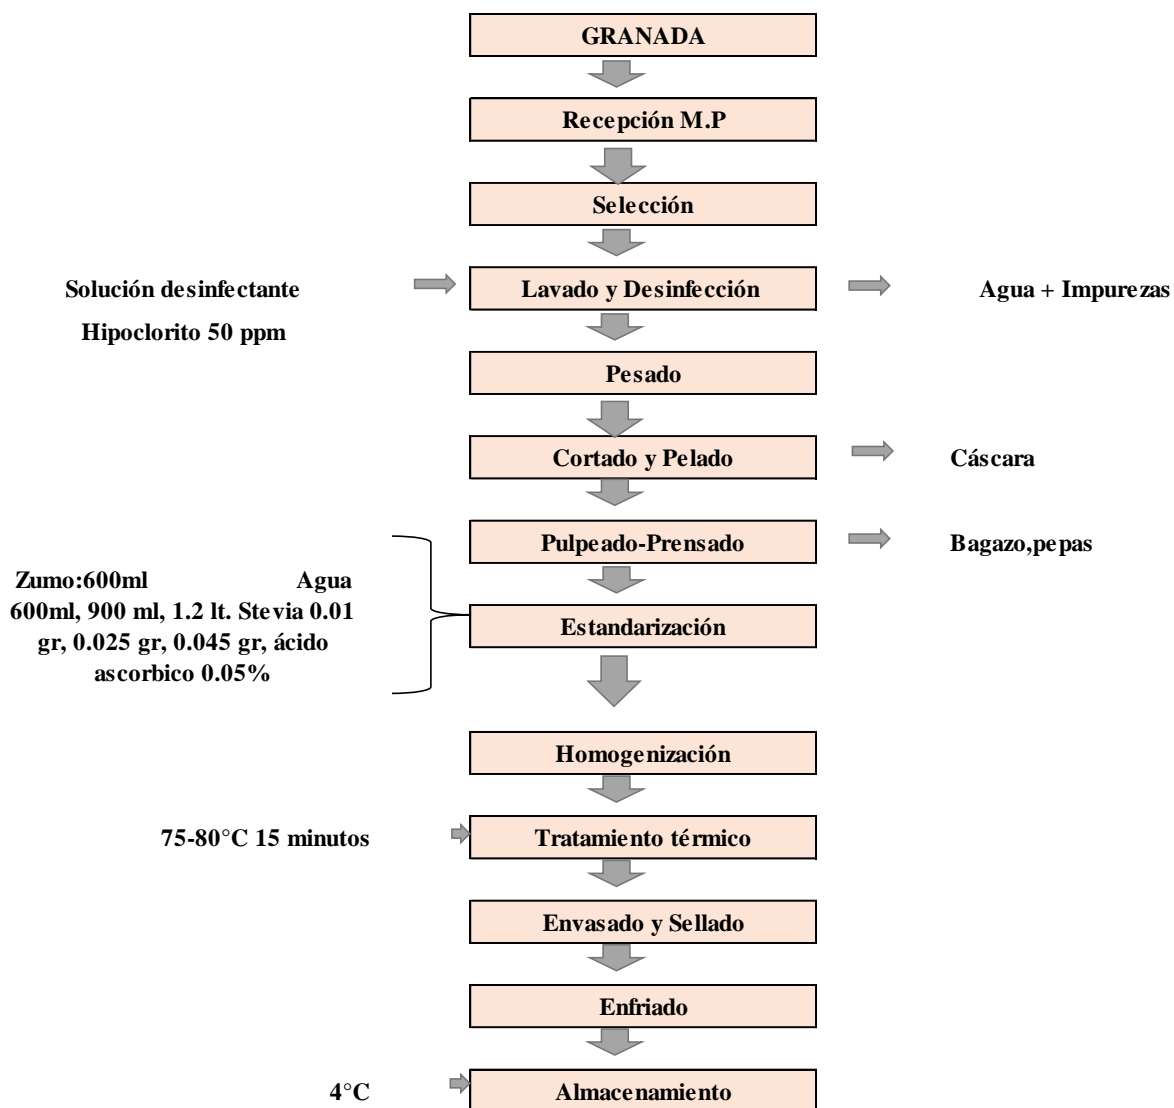 GRANADA
Recepción M.P
Selección
Solución desinfectante
Hipoclorito 50 ppm
Lavado y Desinfección
Agua + Impurezas
Pesado
Cortado y Pelado
Cáscara
Pulpeado-Prensado
Bagazo,pepas
Zumo:600ml Agua
600ml, 900 ml, 1.2 lt. Stevia 0.01
gr, 0.025 gr, 0.045 gr, ácido
ascorbico 0.05%
Estandarización
Homogenización
75-80°C 15 minutos
Tratamiento térmico
Envasado y Sellado
Enfriado
4°C
Almacenamiento